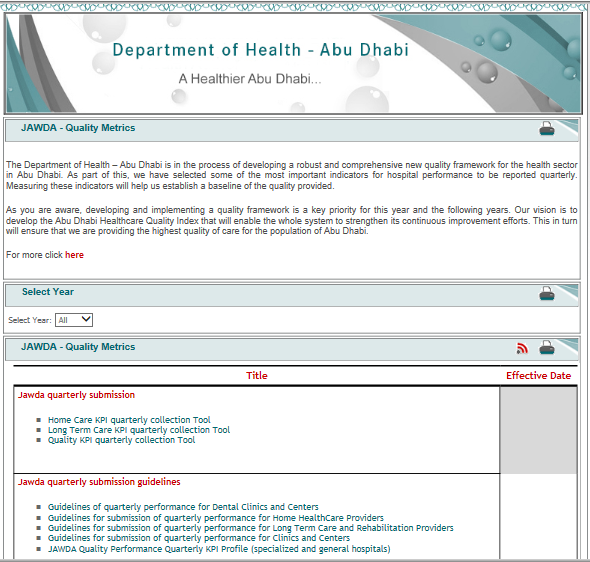 Department of Health - Abu Dhabi
A Healthier Abu Dhabi...
JAWDA - Quality Metrics
The Department of Health – Abu Dhabi is in the process of developing a robust and comprehensive new quality framework for the health sector
in Abu Dhabi. As part of this, we have selected some of the most important indicators for hospital performance to be reported quarterly.
Measuring these indicators will help us establish a baseline of the quality provided.
As you are aware, developing and implementing a quality framework is a key priority for this year and the following years. Our vision is to
develop the Abu Dhabi Healthcare Quality Index that will enable the whole system to strengthen its continuous improvement efforts. This in turn
will ensure that we are providing the highest quality of care for the population of Abu Dhabi.
For more click here
Select Year
Select Year: All
JAWDA - Quality Metrics
Title Effective Date
Jawda quarterly submission
Home Care KPI quarterly collection Tool
Long Term Care KPI quarterly collection Tool
Quality KPI quarterly collection Tool
Jawda quarterly submission guidelines
Guidelines of quarterly performance for Dental Clinics and Centers
Guidelines for submission of quarterly performance for Home HealthCare Providers
Guidelines for submission of quarterly performance for Long Term Care and Rehabilitation Providers
Guidelines for submission of quarterly performance for Clinics and Centers
JAWDA Quality Performance Quarterly KPI Profile (specialized and general hospitals)